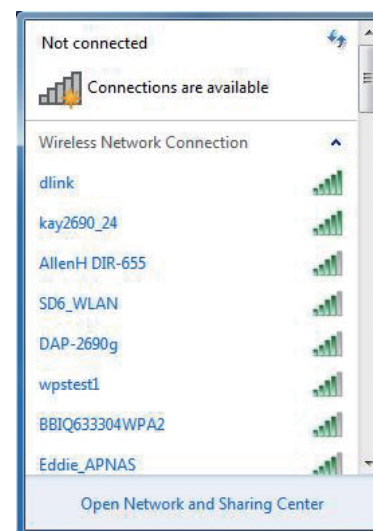 Not connected
Connections are available
Wireless Network Connection
dlink
kay2690_24
AllenH DIR-655
SD6_WLAN
DAP-2690g
wpstest1
BBIQ633304WPA2
Eddie_APNAS
Open Network and Sharing Center